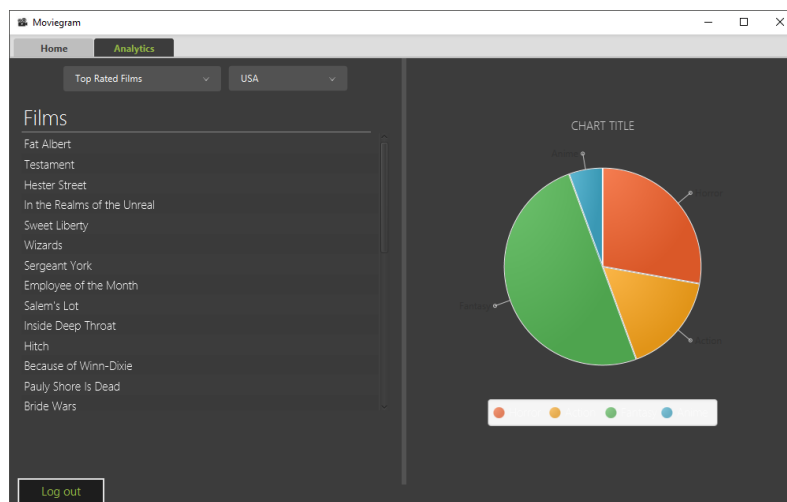 Moviegram
Home
Analytics
Top Rated Films
USA
Films
Fat Albert
Testament
Hester Street
In the Realms of the Unreal
Sweet Liberty
Wizards
Sergeant York
Employee of the Month
Salem's Lot
Inside Deep Throat
Hitch
Because of Winn-Dixie
Pauly Shore Is Dead
Bride Wars
Log out
CHART TITLE
Fantasy
Action